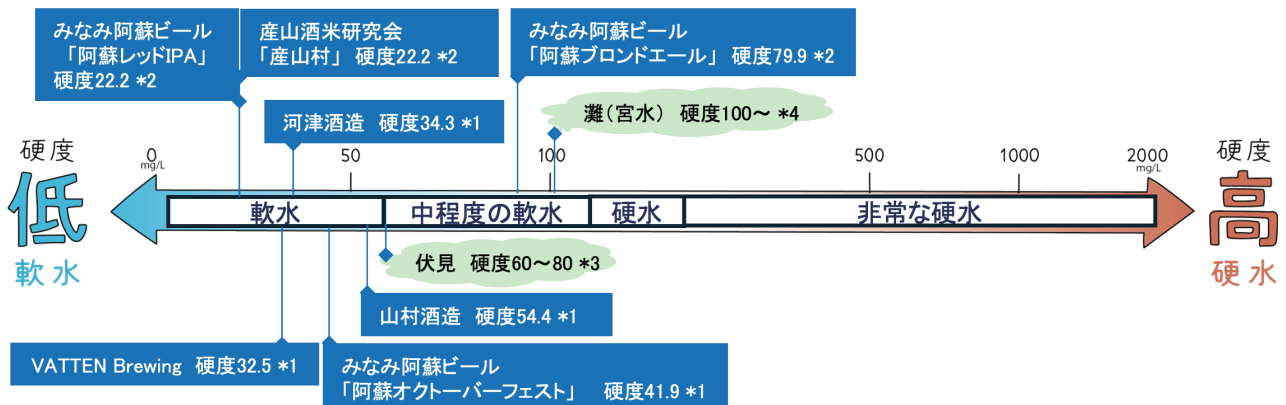 みなみ阿蘇ビール
「阿蘇レッドIPA」
硬度22.2 *2
産山酒米研究会
「産山村」 硬度22.2 *2
みなみ阿蘇ビール
「阿蘇ブロンドエール」 硬度79.9 *2
河津酒造 硬度34.3 *1
灘（宮水） 硬度100～ *4
硬度
低
軟水
0
mg/L
50
100
500
1000
2000
mg/L
硬度
高
硬水
軟水
中程度の軟水
硬水
非常な硬水
伏見 硬度60～80 *3
山村酒造 硬度54.4 *1
VATTEN Brewing 硬度32.5 *1
みなみ阿蘇ビール
「阿蘇オクトーバーフェスト」 硬度41.9 *1